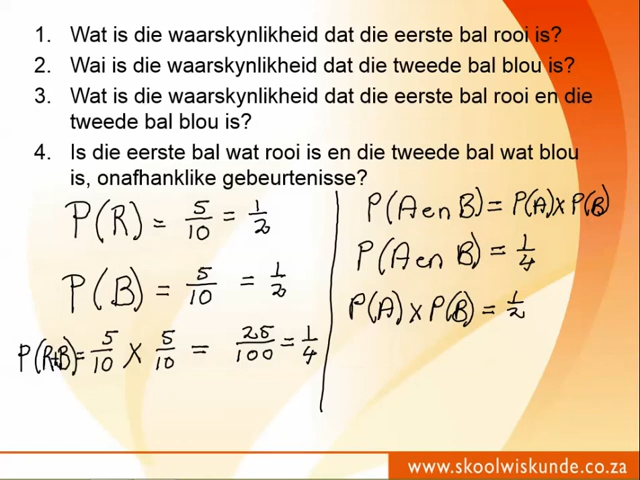 1. Wat is die waarskynlikheid dat die eerste bal rooi is?
2. Wai is die waarskynlikheid dat die tweede bal blou is?
3. Wat is die waarskynlikheid dat die eerste bal rooi en die
tweede bal blou is?
4. Is die eerste bal wat rooi is en die tweede bal wat blou
is, onafhanklike gebeurtenisse?
P(R) = 5/10 = 1/2
P(B) = 5/10 = 1/2
P(R+B) = 5/10 × 5/10 = 25/100 = 1/4
P(A en B) = P(A) × P(B)
P(A en B) = 1/4
P(A) × P(B) = 1/2
www.skoolwiskunde.co.za